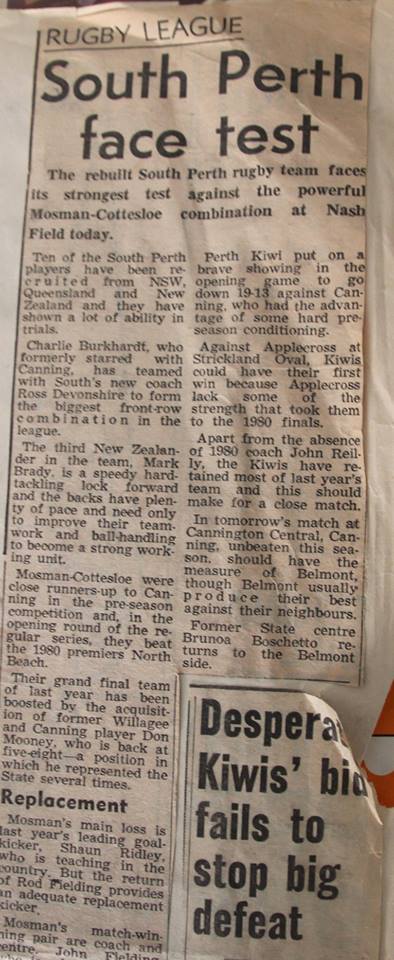 RUGBY LEAGUE
South Perth
face test
The rebuilt South Perth rugby team faces
its strongest test against the powerful
Mosman-Cottesloe combination at Nash
Field today.
Ten of the South Perth
players have been re-
cruited from NSW,
Queensland and New
Zealand and they have
shown a lot of ability in
trials.
Charlie Burkhardt, who
formerly starred with
Canning, has teamed
with South's new coach
Ross Devonshire to form
the biggest front-row
combination in the
league.
The third New Zealan-
der in the team, Mark
Brady, is a speedy hard-
tackling lock forward
and the backs have plen-
ty of pace and need only
to improve their team-
work and ball-handling
to become a strong work-
ing unit.
Mosman-Cottesloe were
close runners-up to Can-
ning in the pre-season
competition and, in the
opening round of the re-
gular series, they beat
the 1980 premiers North
Beach.
Their grand final team
of last year has been
boosted by the acquisit-
ion of former Willagee
and Canning player Don
Mooney, who is back at
five-eight—a position in
which he represented the
State several times.
Replacement
Mosman's main loss is
last year's leading goal-
kicker, Shaun Ridley,
who is teaching in the
country. But the return
of Rod Fielding provides
an adequate replacement
kicker.
Mosman's match-win-
ning pair are coach and
centre, John Fielding
Perth Kiwi put on a
brave showing in the
opening game to go
down 19-13 against Can-
ning, who had the advan-
tage of some hard pre-
season conditioning.
Against Applecross at
Strickland Oval, Kiwis
could have their first
win because Applecross
lack some of the
strength that took them
to the 1980 finals.
Apart from the absence
of 1980 coach John Reil-
ly, the Kiwis have re-
tained most of last year's
team and this should
make for a close match.
In tomorrow's match at
Cannington Central, Can-
ning, unbeaten this sea-
son, should have the
measure of Belmont,
though Belmont usually
produce their best
against their neighbours.
Former State centre
Brunoa Boschetto re-
turns to the Belmont
side.
Despera
Kiwis' bid
fails to
stop big
defeat